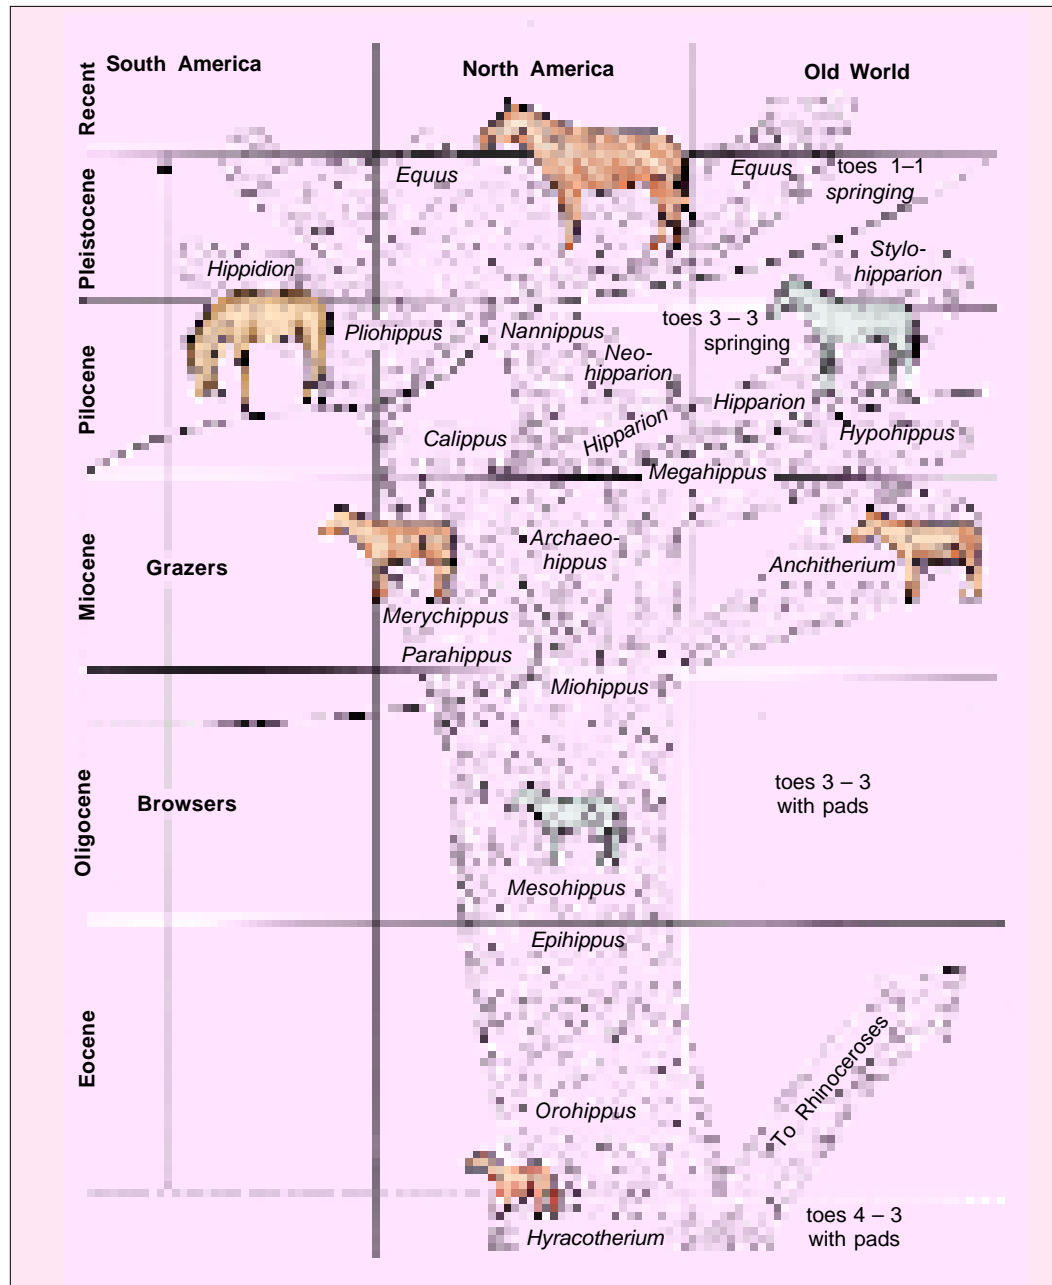 South America
North America
Old World
Recent
Equus
Equus
toes 1–1
springing
Pleistocene
Stylo-
hipparion
Hippidion
Pliohippus
Nannippus
toes 3 – 3
springing
Neo-
hipparion
Pilocene
Hipparion
Hipparion
Calippus
Hypohippus
Megahippus
Miocene
Archaeo-
hippus
Grazers
Anchitherium
Merychippus
Parahippus
Miohippus
Oligocene
Browsers
toes 3 – 3
with pads
Mesohippus
Epihippus
Eocene
To Rhinoceroses
Orohippus
toes 4 – 3
with pads
Hyracotherium